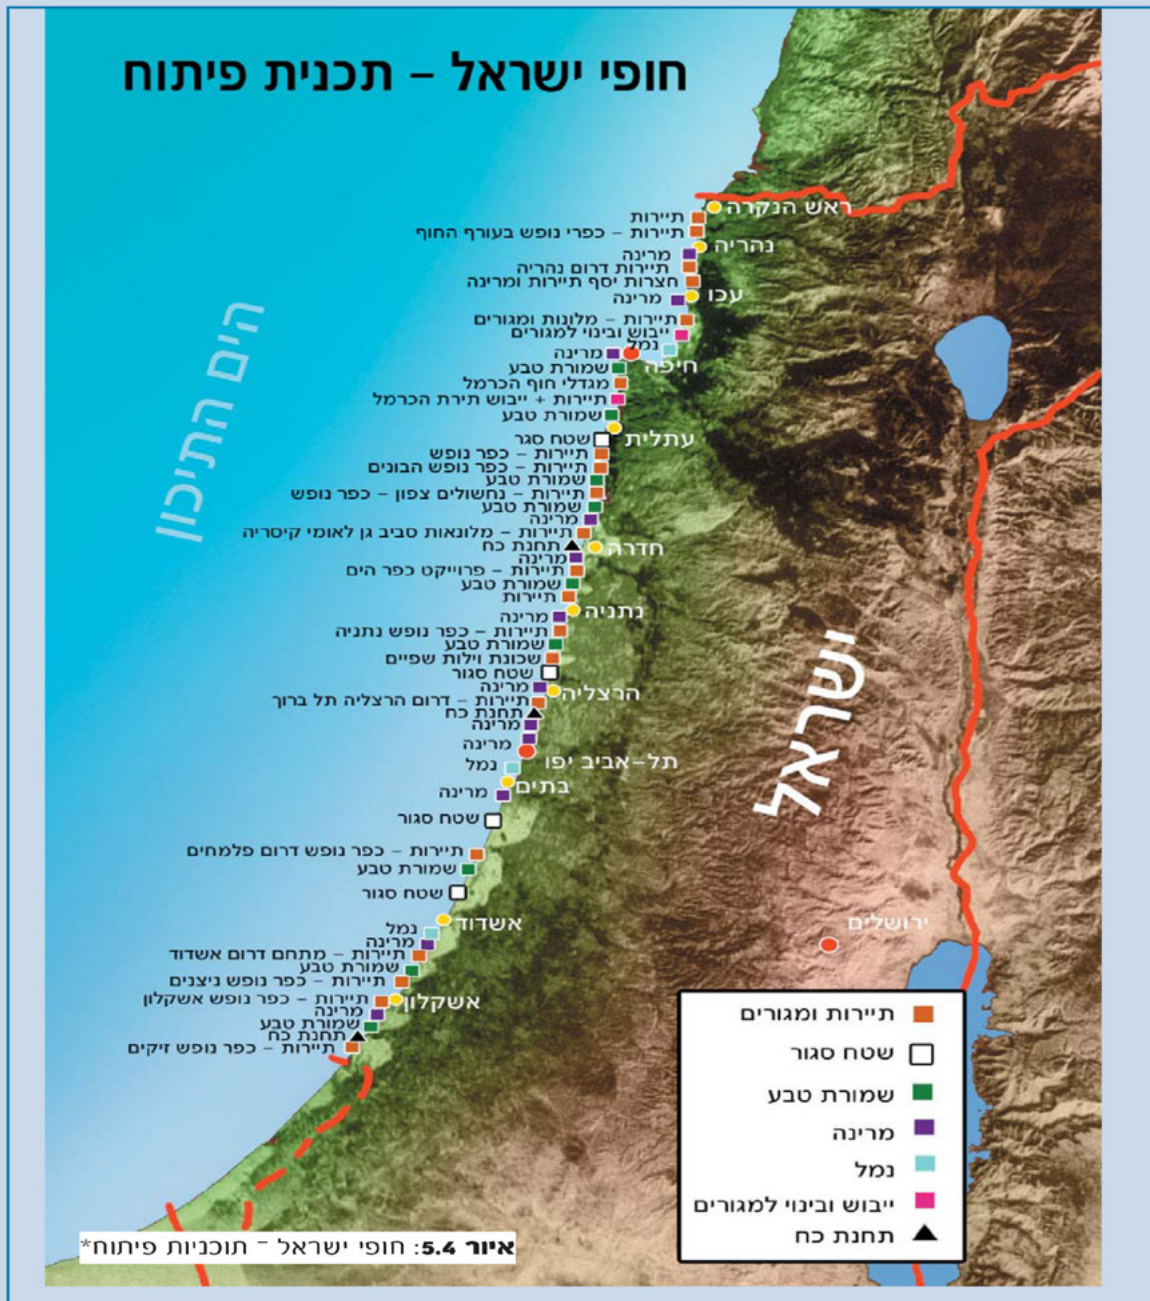 חופי ישראל – תכנית פיתוח
הים התיכון
ישראל
ראש הנקרה
תיירות
תיירות – כפרי נופש בעורף החוף
נהריה
מרינה
תיירות דרום נהריה
חצרות יסף תיירות ומרינה
עכו
מרינה
תיירות – מלונות ומגורים
ייבוש ובינוי למגורים
נמל
מרינה
חיפה
שמורת טבע
מגדלי חוף הכרמל
תיירות + ייבוש תירת הכרמל
שמורת טבע
עתלית
שטח סגר
תיירות – כפר נופש
תיירות – כפר נופש הבונים
שמורת טבע
תיירות – נחשולים צפון – כפר נופש
שמורת טבע
מרינה
תיירות – מלונאות סביב גן לאומי קיסריה
תחנת כח
חדרה
מרינה
תיירות – פרוייקט כפר הים
שמורת טבע
תיירות
נתניה
מרינה
תיירות – כפר נופש נתניה
שמורת טבע
שכונת וילות שפיים
שטח סגור
מרינה
הרצליה
תיירות – דרום הרצליה תל ברוך
תחנת כח
מרינה
מרינה
תל–אביב יפו
נמל
בתים
מרינה
שטח סגור
תיירות – כפר נופש דרום פלמחים
שמורת טבע
שטח סגור
אשדוד
נמל
מרינה
תיירות – מתחם דרום אשדוד
שמורת טבע
תיירות – כפר נופש ניצנים
תיירות – כפר נופש אשקלון
אשקלון
מרינה
שמורת טבע
תחנת כח
תיירות – כפר נופש זיקים
ירושלים
תיירות ומגורים
שטח סגור
שמורת טבע
מרינה
נמל
ייבוש ובינוי למגורים
תחנת כח
איור 5.4: חופי ישראל – תוכניות פיתוח*